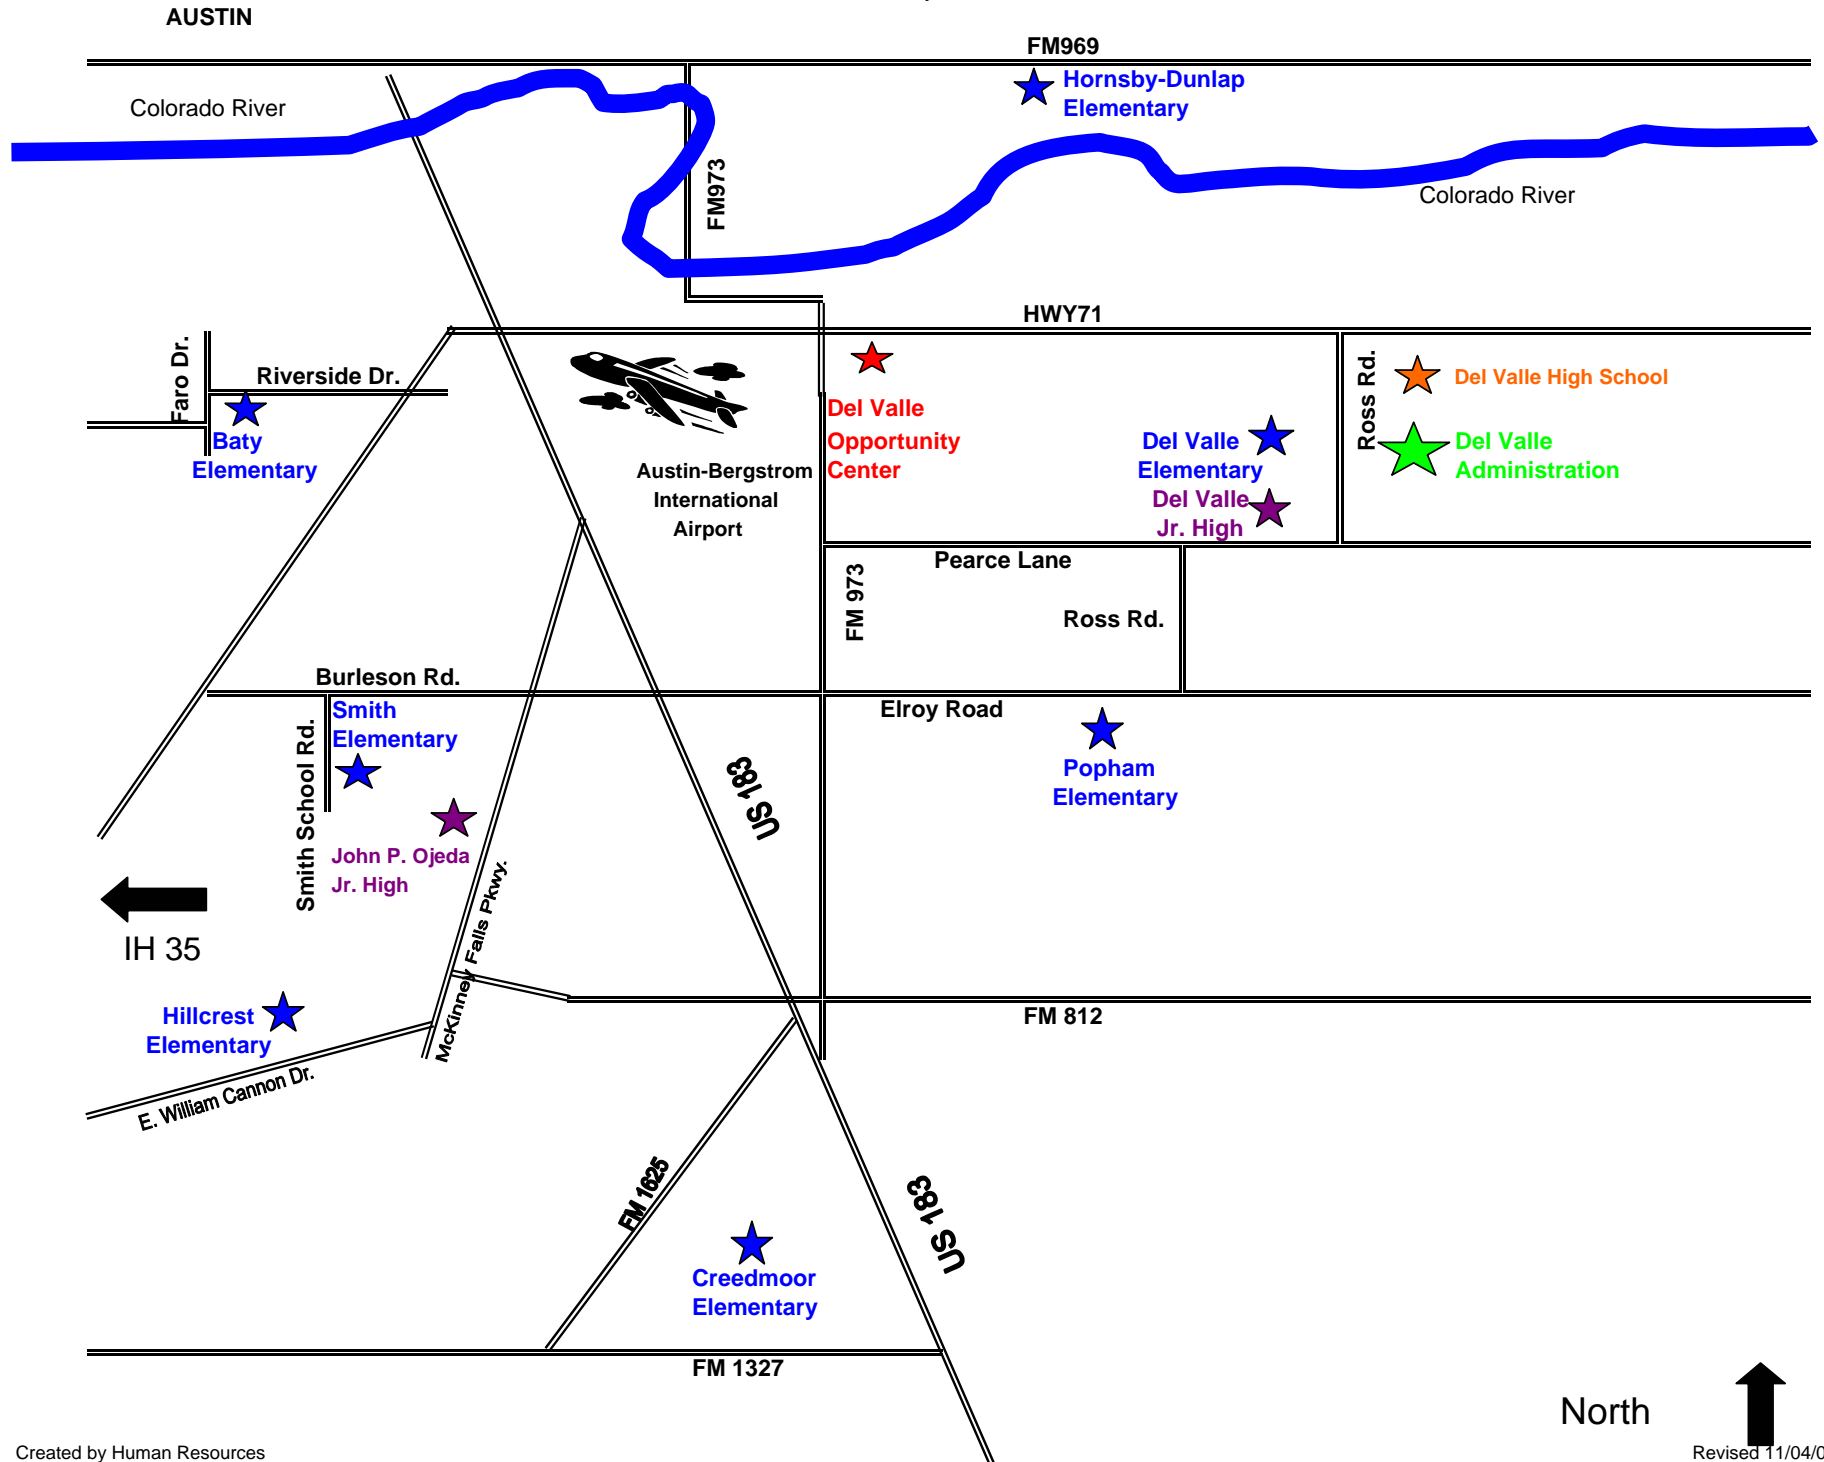 AUSTIN
FM969
Hornsby-Dunlap
Elementary
Colorado River
FM973
Colorado River
HWY71
Faro Dr.
Riverside Dr.
Ross Rd.
Del Valle High School
Baty
Elementary
Del Valle
Opportunity
Center
Del Valle
Elementary
Del Valle
Administration
Austin-Bergstrom
International
Airport
Del Valle
Jr. High
Pearce Lane
FM 973
Ross Rd.
Burleson Rd.
Smith
Elementary
Elroy Road
Smith School Rd.
US 183
Popham
Elementary
John P. Ojeda
Jr. High
McKinney Falls Pkwy.
IH 35
Hillcrest
Elementary
FM 812
E. William Cannon Dr.
FM 1625
US 183
Creedmoor
Elementary
FM 1327
North
Created by Human Resources
Revised 11/04/0